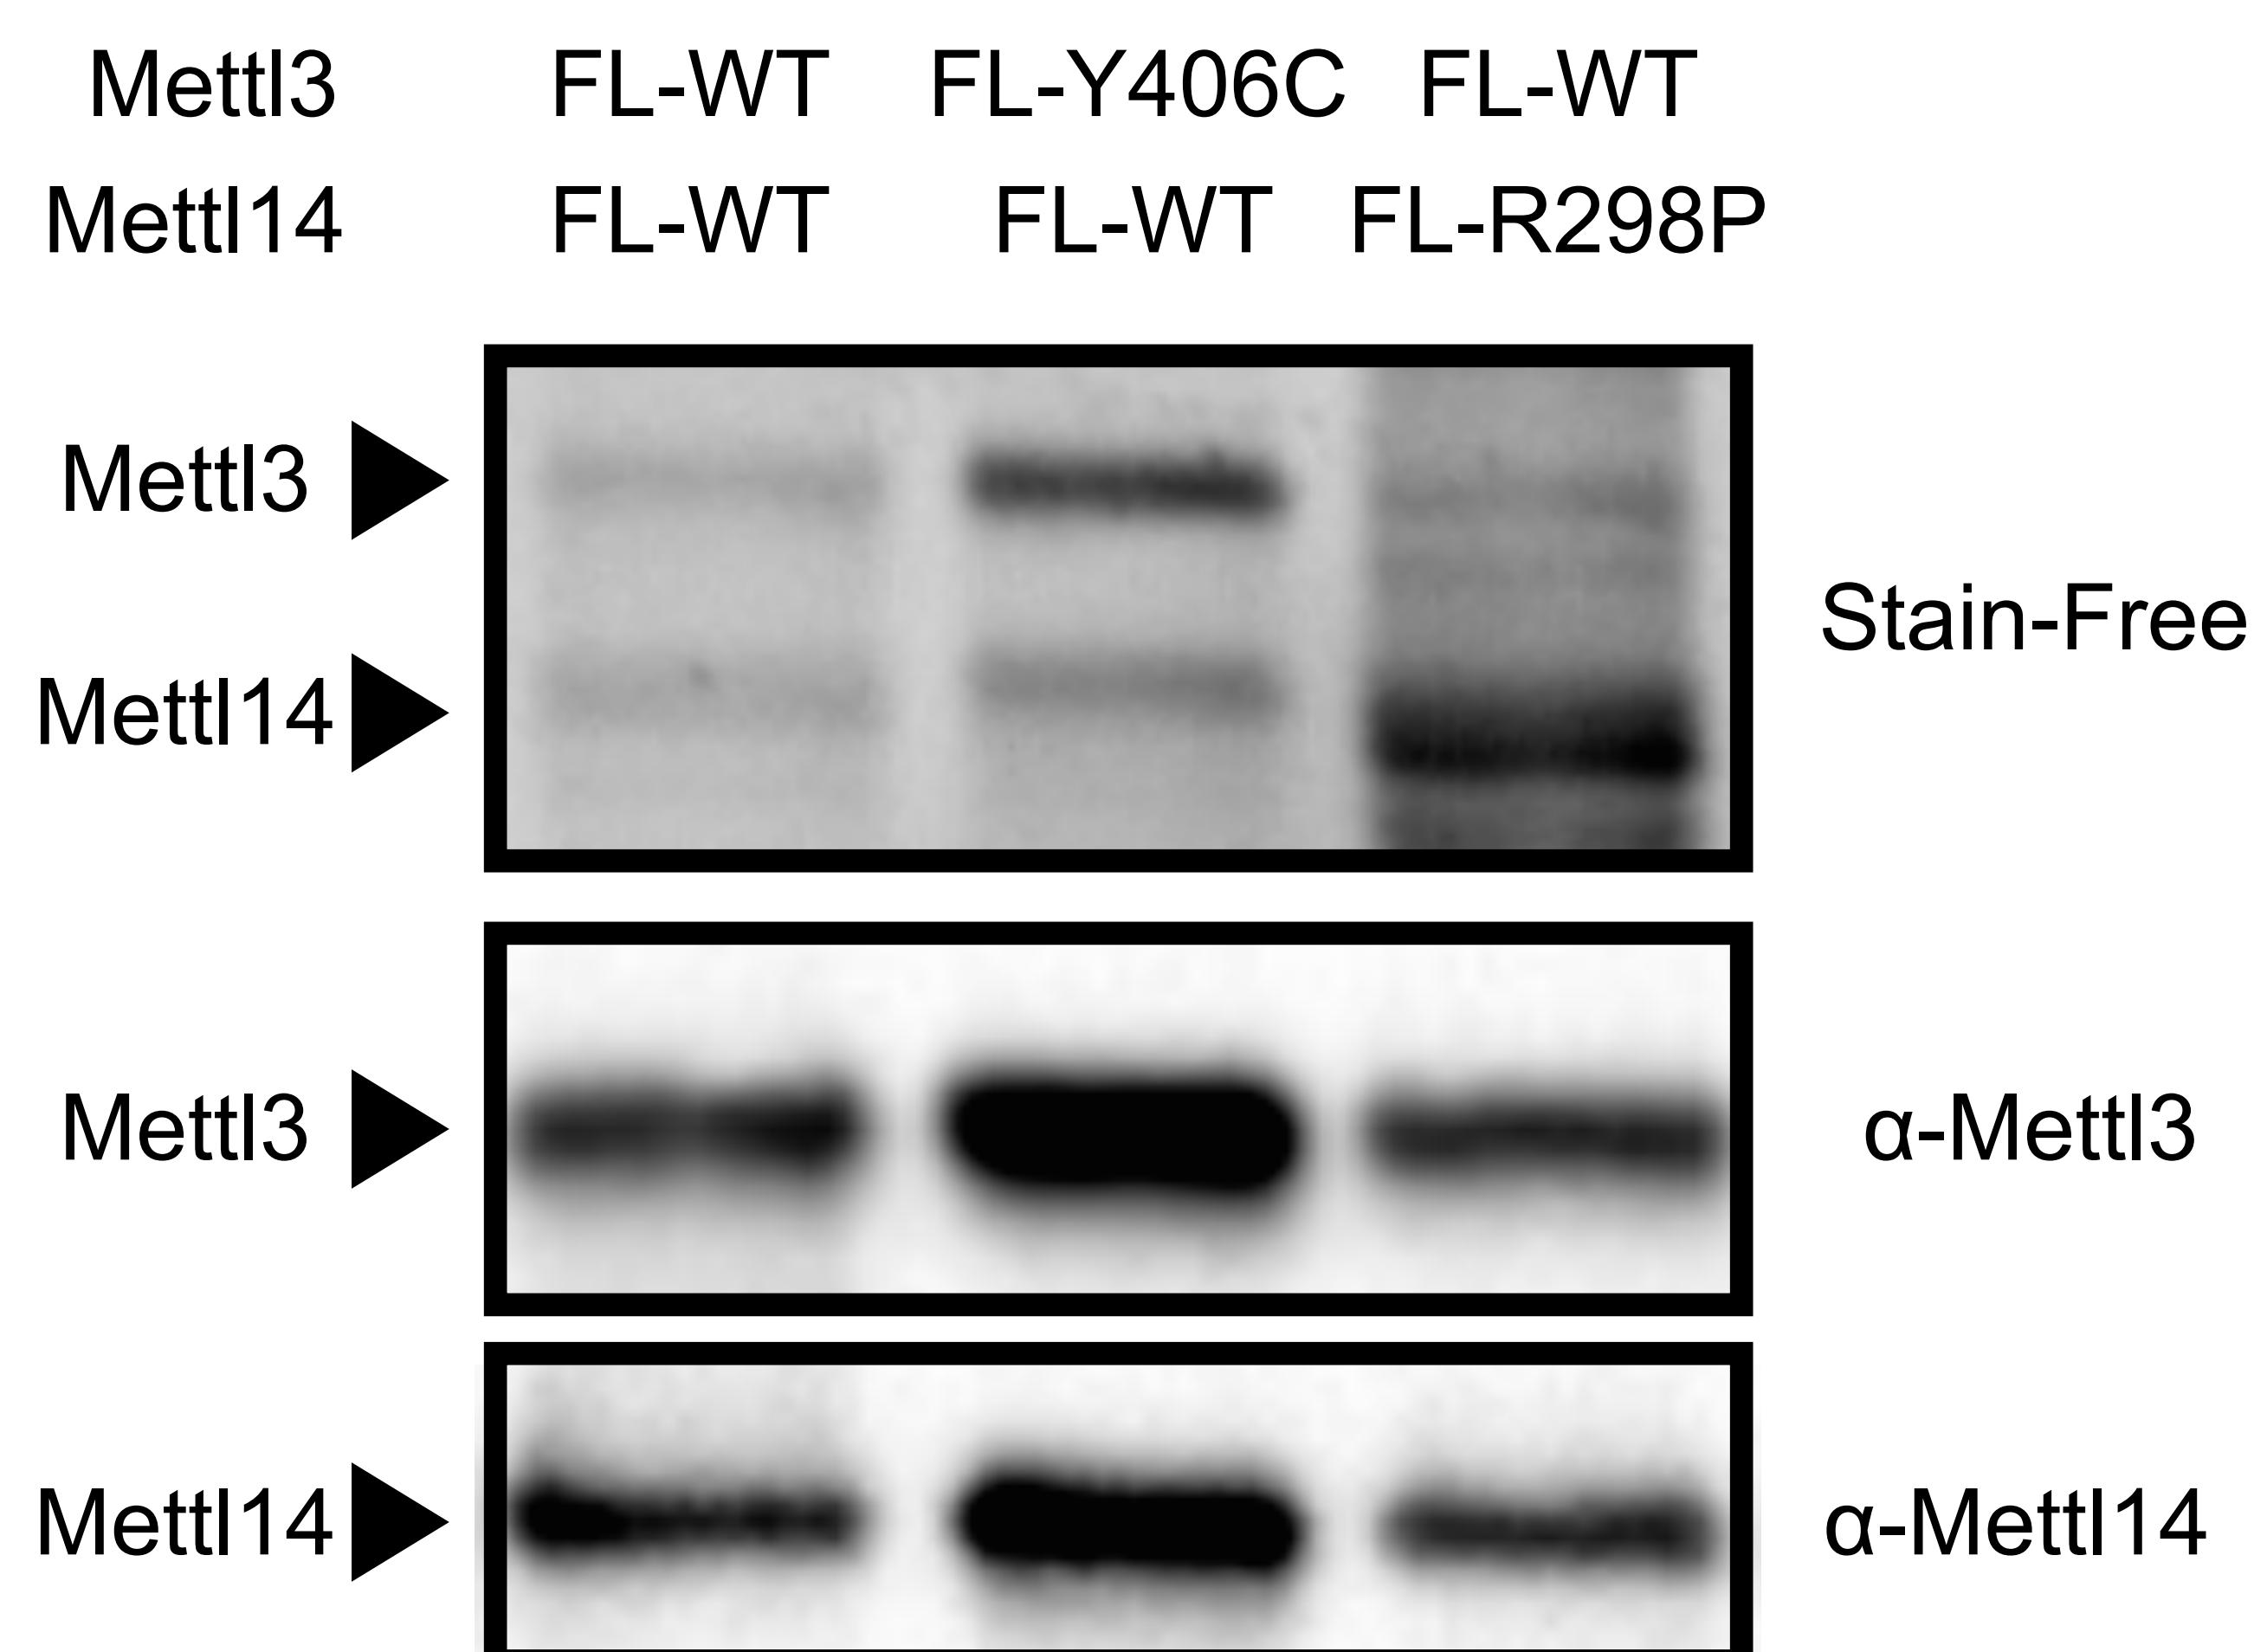 Mettl3 FL-WT FL-Y406C FL-WT
Mettl14 FL-WT FL-WT FL-R298P
Mettl3
Stain-Free
Mettl14
Mettl3 α-Mettl3
Mettl14 α-Mettl14